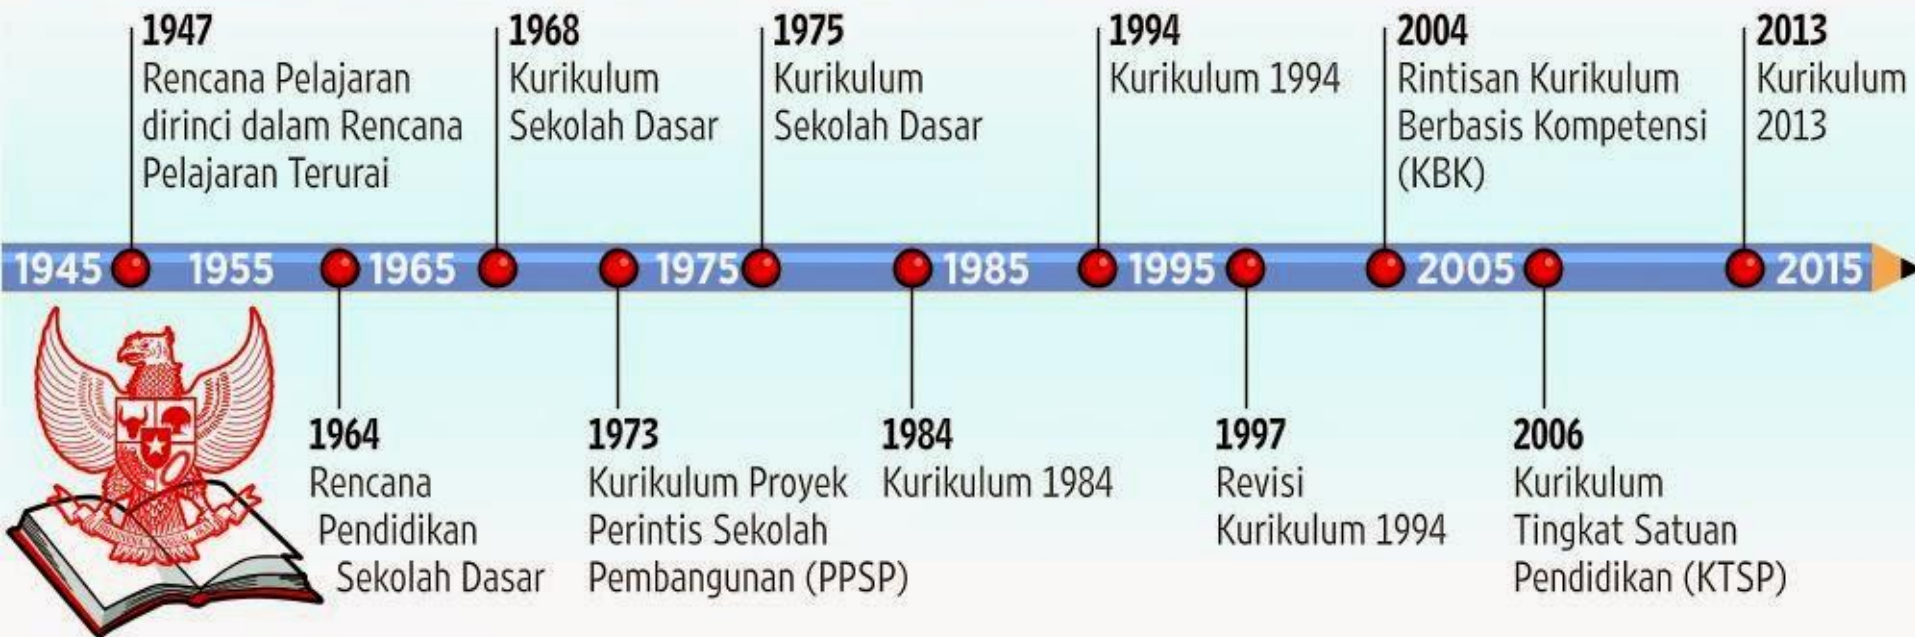 1947
Rencana Pelajaran
dirinci dalam Rencana
Pelajaran Terurai
1968
Kurikulum
Sekolah Dasar
1975
Kurikulum
Sekolah Dasar
1994
Kurikulum 1994
2004
Rintisan Kurikulum
Berbasis Kompetensi
(KBK)
2013
Kurikulum
2013
1945 1955 1965 1975 1985 1995 2005 2015
1964
Rencana
Pendidikan
Sekolah Dasar
1973
Kurikulum Proyek
Perintis Sekolah
Pembangunan (PPSP)
1984
Kurikulum 1984
1997
Revisi
Kurikulum 1994
2006
Kurikulum
Tingkat Satuan
Pendidikan (KTSP)